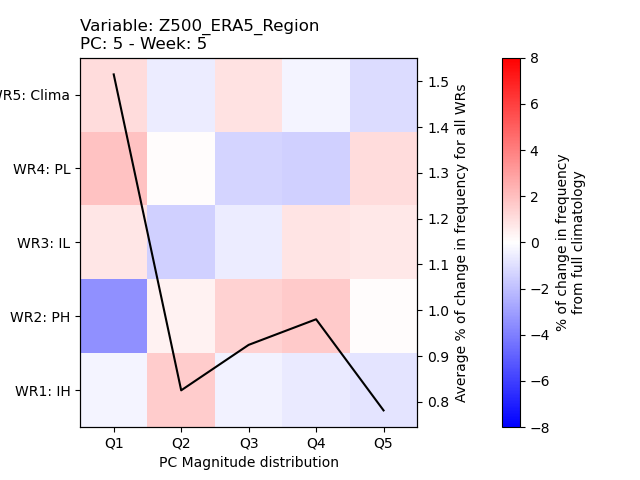 Variable: Z500_ERA5_Region
PC: 5 - Week: 5
WR5: Clima
WR4: PL
WR3: IL
WR2: PH
WR1: IH
Q1 Q2 Q3 Q4 Q5
PC Magnitude distribution
1.5
1.4
1.3
1.2
1.1
1.0
0.9
0.8
Average % of change in frequency for all WRs
8
6
4
2
0
−2
−4
−6
−8
% of change in frequency
from full climatology